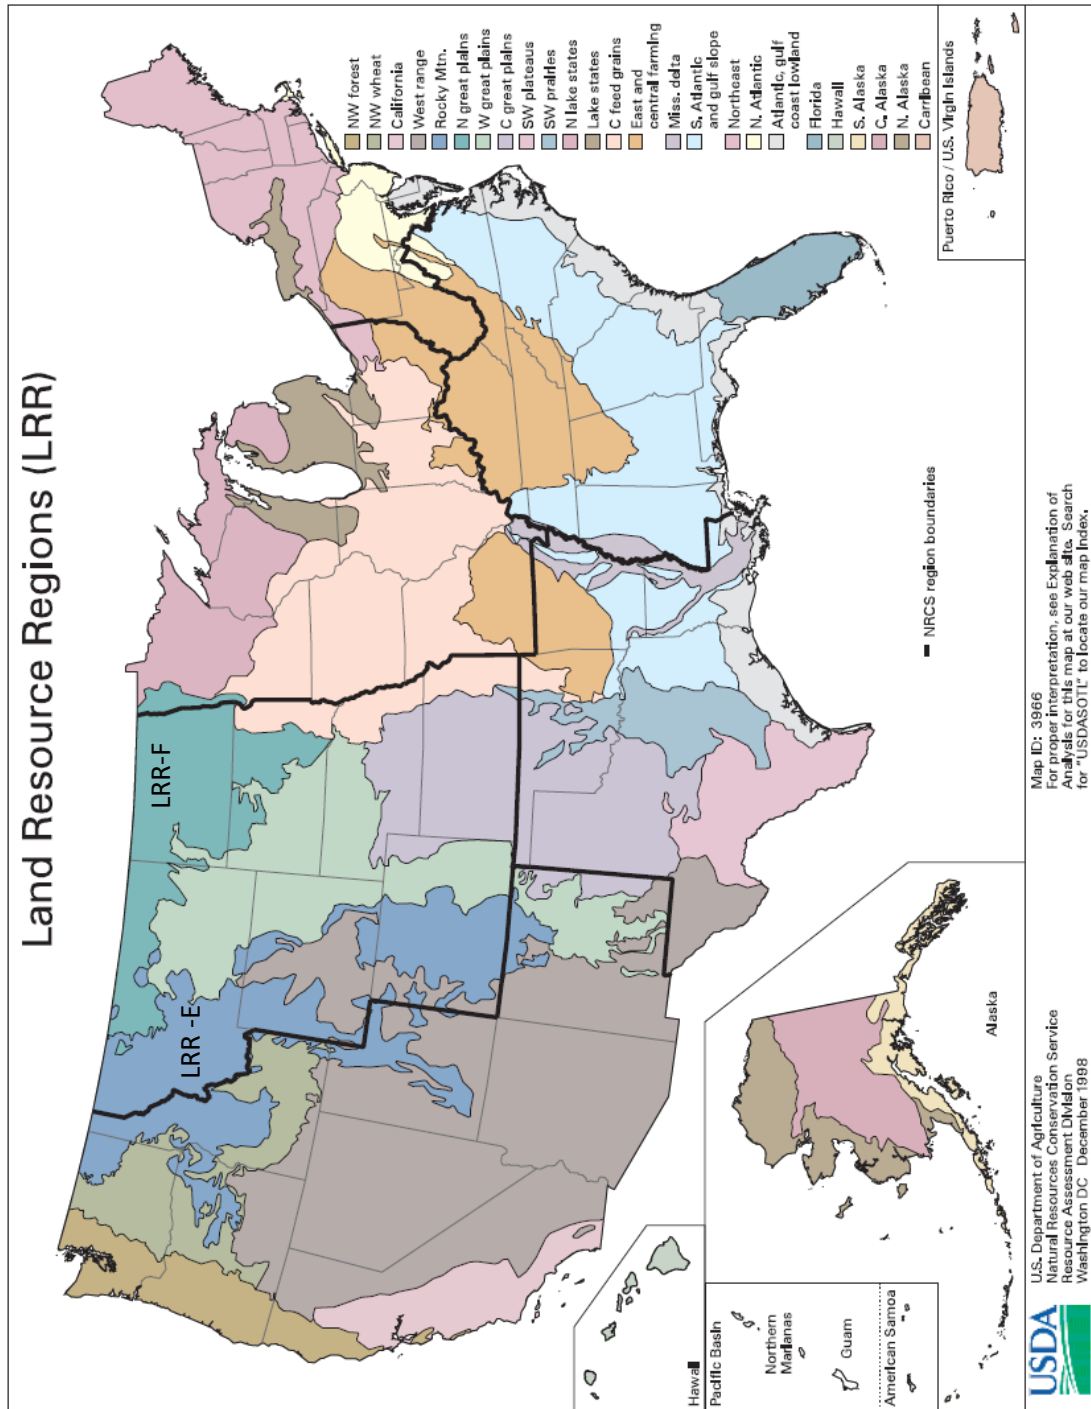 Land Resource Regions (LRR)
LRR-F
LRR -E
NW forest
NW wheat
California
West range
Rocky Mtn.
N great plains
W great plains
C great plains
SW plateaus
SW prairies
N lake states
Lake states
C feed grains
East and
central farming
Miss. delta
S. Atlantic
and gulf slope
Northeast
N. Atlantic
Atlantic, gulf
coast lowland
Florida
Hawaii
S. Alaska
C. Alaska
N. Alaska
Carribean
Puerto Rico / U.S. Virgin Islands
NRCS region boundaries
Alaska
Hawaii
Pacific Basin
Northern
Marianas
Guam
American Samoa
USDA
U.S. Department of Agriculture
Natural Resources Conservation Service
Resource Assessment Division
Washington DC December 1998
Map ID: 3966
For proper interpretation, see Explanation of
Analysis for this map at our web site. Search
for "USDASOTL" to locate our map index.